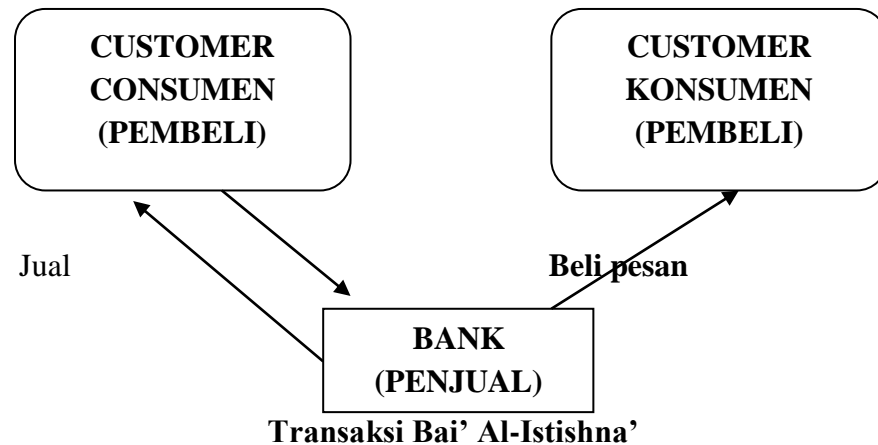 CUSTOMER
CONSUMEN
(PEMBELI)
CUSTOMER
KONSUMEN
(PEMBELI)
Jual
Beli pesan
BANK
(PENJUAL)
Transaksi Bai’ Al-Istishna’